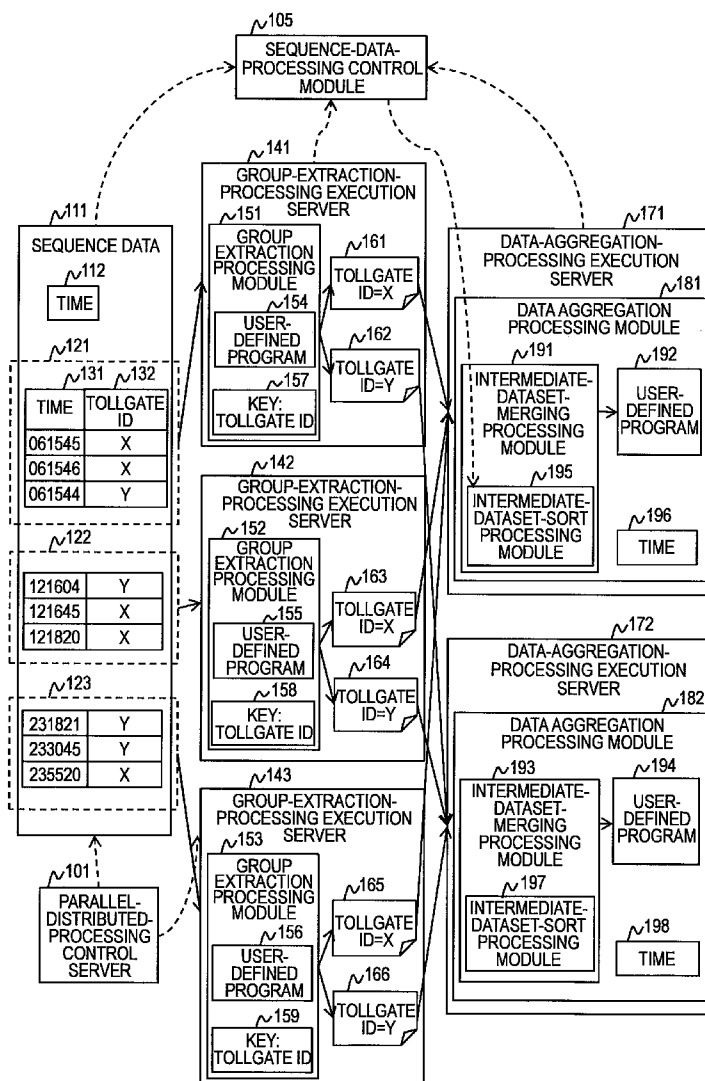 105
SEQUENCE-DATA-
PROCESSING CONTROL
MODULE
111
SEQUENCE DATA
112
TIME
121
131
132
TIME
TOLLGATE
ID
061545
X
061546
X
061544
Y
122
121604
Y
121645
X
121820
X
123
231821
Y
233045
Y
235520
X
101
PARALLEL-
DISTRIBUTED-
PROCESSING
CONTROL
SERVER
141
GROUP-EXTRACTION-
PROCESSING EXECUTION
SERVER
151
GROUP
EXTRACTION
PROCESSING
MODULE
154
USER-
DEFINED
PROGRAM
157
KEY:
TOLLGATE ID
161
TOLLGATE
ID=X
162
TOLLGATE
ID=Y
142
GROUP-EXTRACTION-
PROCESSING EXECUTION
SERVER
152
GROUP
EXTRACTION
PROCESSING
MODULE
155
USER-
DEFINED
PROGRAM
158
KEY:
TOLLGATE ID
163
TOLLGATE
ID=X
164
TOLLGATE
ID=Y
143
GROUP-EXTRACTION-
PROCESSING EXECUTION
SERVER
153
GROUP
EXTRACTION
PROCESSING
MODULE
156
USER-
DEFINED
PROGRAM
159
KEY:
TOLLGATE ID
165
TOLLGATE
ID=X
166
TOLLGATE
ID=Y
171
DATA-AGGREGATION-
PROCESSING EXECUTION
SERVER
181
DATA AGGREGATION
PROCESSING MODULE
191
INTERMEDIATE-
DATASET-
MERGING
PROCESSING
MODULE
195
INTERMEDIATE-
DATASET-SORT
PROCESSING
MODULE
192
USER-
DEFINED
PROGRAM
196
TIME
172
DATA-AGGREGATION-
PROCESSING EXECUTION
SERVER
182
DATA AGGREGATION
PROCESSING MODULE
193
INTERMEDIATE-
DATASET-
MERGING
PROCESSING
MODULE
197
INTERMEDIATE-
DATASET-SORT
PROCESSING
MODULE
194
USER-
DEFINED
PROGRAM
198
TIME